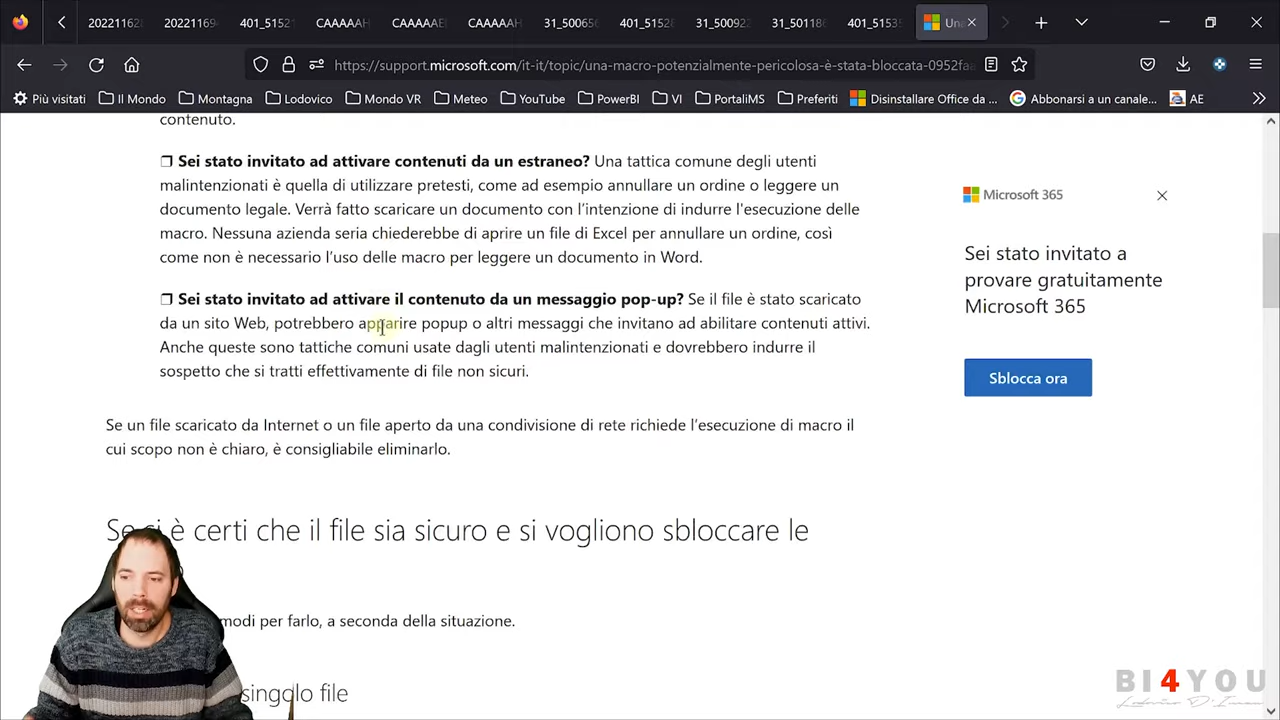 2022116
2022116
401_5152
CAAAAAH
CAAAAAE
CAAAAAH
31_50065
401_5152
31_50092
31_50118
401_5153
Una
https://support.microsoft.com/it-it/topic/una-macro-potenzialmente-pericolosa-è-stata-bloccata-0952faa
Più visitati
Il Mondo
Montagna
Lodovico
Mondo VR
Meteo
YouTube
PowerBI
VI
PortaliMS
Preferiti
Disinstallare Office da ...
Abbonarsi a un canale...
AE
contenuto.
❒ Sei stato invitato ad attivare contenuti da un estraneo? Una tattica comune degli utenti
malintenzionati è quella di utilizzare pretesti, come ad esempio annullare un ordine o leggere un
documento legale. Verrà fatto scaricare un documento con l'intenzione di indurre l'esecuzione delle
macro. Nessuna azienda seria chiederebbe di aprire un file di Excel per annullare un ordine, così
come non è necessario l'uso delle macro per leggere un documento in Word.
❒ Sei stato invitato ad attivare il contenuto da un messaggio pop-up? Se il file è stato scaricato
da un sito Web, potrebbero apparire popup o altri messaggi che invitano ad abilitare contenuti attivi.
Anche queste sono tattiche comuni usate dagli utenti malintenzionati e dovrebbero indurre il
sospetto che si tratti effettivamente di file non sicuri.
Se un file scaricato da Internet o un file aperto da una condivisione di rete richiede l'esecuzione di macro il
cui scopo non è chiaro, è consigliabile eliminarlo.
Se ci è certi che il file sia sicuro e si vogliono sbloccare le
modi per farlo, a seconda della situazione.
singolo file
Microsoft 365
Sei stato invitato a
provare gratuitamente
Microsoft 365
Sblocca ora
BI4YOU